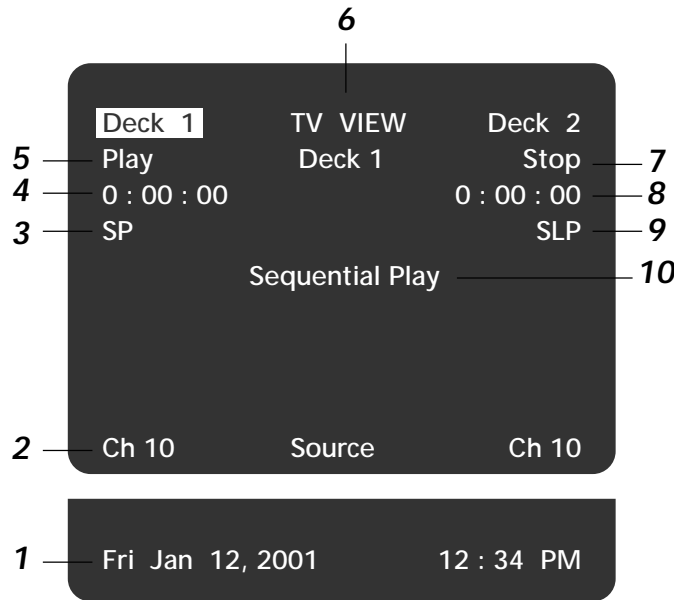 6
Deck 1 TV VIEW Deck 2
5 Play Deck 1 Stop 7
4 0 : 00 : 00 0 : 00 : 00 8
3 SP SLP 9
Sequential Play 10
2 Ch 10 Source Ch 10
1 Fri Jan 12, 2001 12 : 34 PM